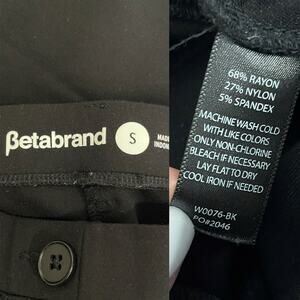 Betabrand
S
MADE
INDON
68% RAYON
27% NYLON
5% SPANDEX
MACHINE WASH COLD
WITH LIKE COLORS
ONLY NON-CHLORINE
BLEACH IF NECESSARY
LAY FLAT TO DRY
COOL IRON IF NEEDED
W0076-BK
PO#2046